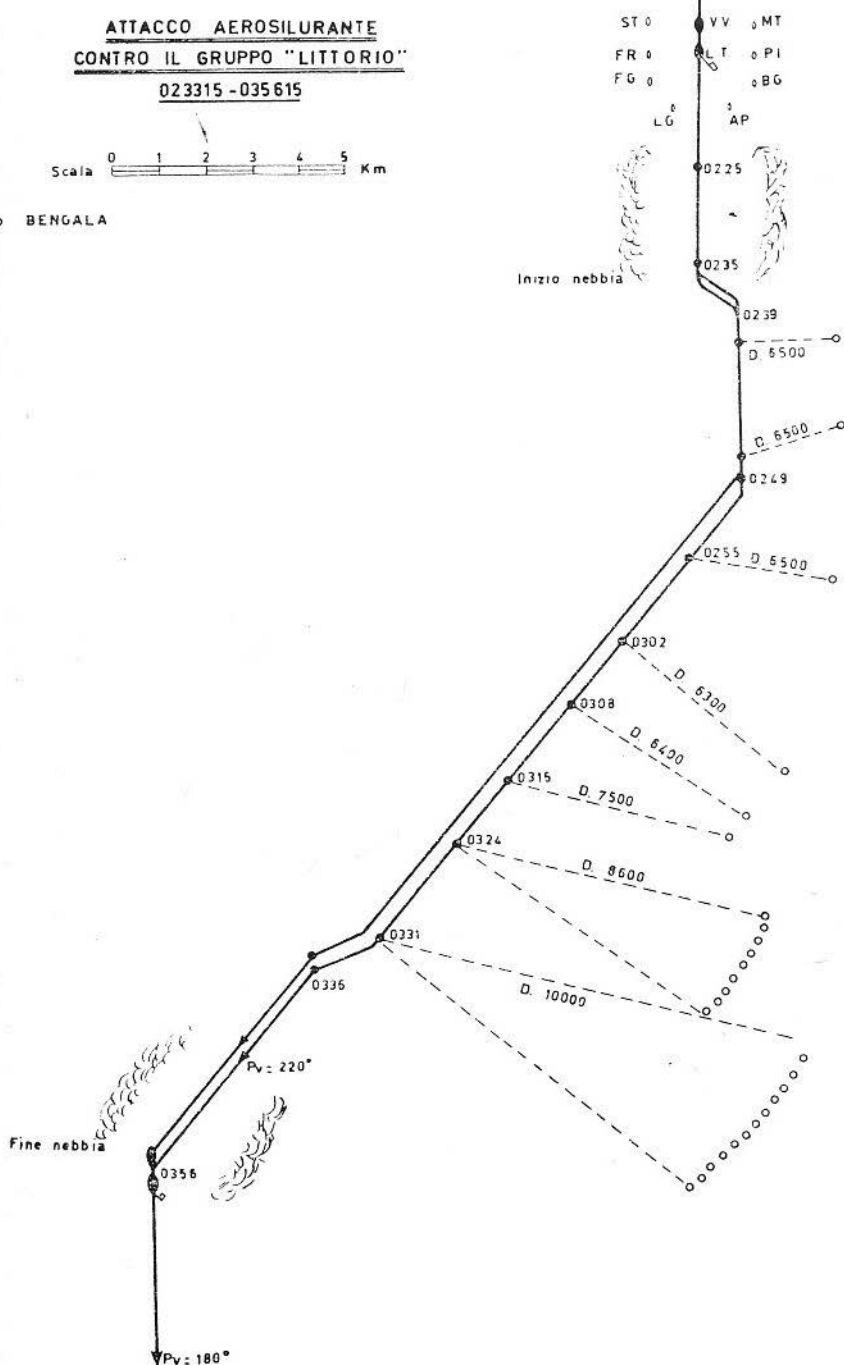 ATTACCO AEROSILURANTE
CONTRO IL GRUPPO "LITTORIO"
023315-035615
Scala 0 1 2 3 4 5 Km
BENGALA
ST VV MT
FR LT PI
FG BG
LG AP
0225
0235
Inizio nebbia
0239
D. 6500
D. 6500
0249
0255 D. 6500
0302
D. 6300
0308
D. 6400
0315
D. 7500
0324
D. 8600
0331
0336
D. 10000
Pv=220°
Fine nebbia
0356
Pv=180°